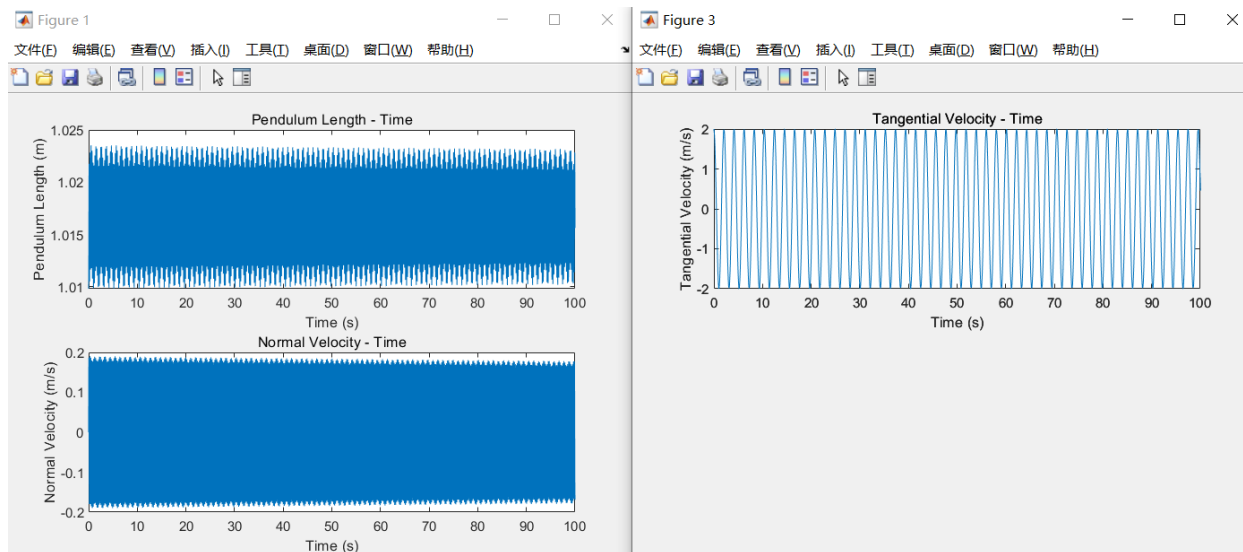 Figure 1
文件(F) 编辑(E) 查看(V) 插入(I) 工具(T) 桌面(D) 窗口(W) 帮助(H)
Pendulum Length - Time
Pendulum Length (m)
1.025
1.02
1.015
1.01
0 10 20 30 40 50 60 70 80 90 100
Time (s)
Normal Velocity - Time
Normal Velocity (m/s)
0.2
0.1
0
-0.1
-0.2
0 10 20 30 40 50 60 70 80 90 100
Time (s)
Figure 3
文件(F) 编辑(E) 查看(V) 插入(I) 工具(T) 桌面(D) 窗口(W) 帮助(H)
Tangential Velocity - Time
Tangential Velocity (m/s)
2
1
0
-1
-2
0 10 20 30 40 50 60 70 80 90 100
Time (s)